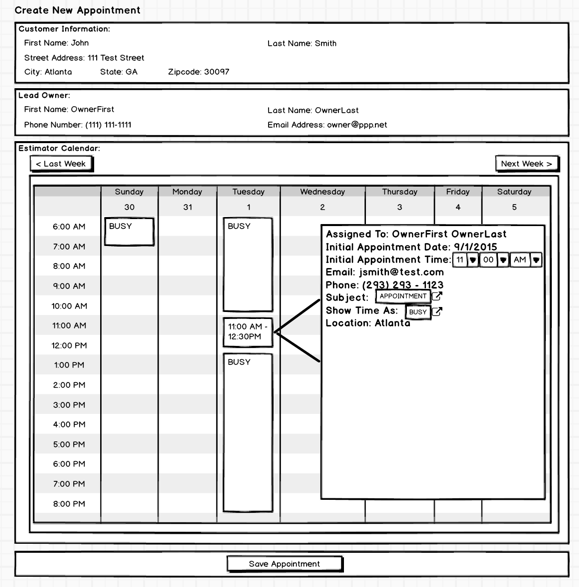 Create New Appointment
Customer Information:
First Name: John Last Name: Smith
Street Address: 111 Test Street
City: Atlanta State: GA Zipcode: 30097
Lead Owner:
First Name: OwnerFirst Last Name: OwnerLast
Phone Number: (111) 111-1111 Email Address: owner@ppp.net
Estimator Calendar:
< Last Week Next Week >
Sunday Monday Tuesday Wednesday Thursday Friday Saturday
30 31 1 2 3 4 5
6:00 AM BUSY BUSY
7:00 AM
8:00 AM
9:00 AM
10:00 AM
11:00 AM 11:00 AM -
12:30PM
12:00 PM
1:00 PM BUSY
2:00 PM
3:00 PM
4:00 PM
5:00 PM
6:00 PM
7:00 PM
8:00 PM
Assigned To: OwnerFirst OwnerLast
Initial Appointment Date: 9/1/2015
Initial Appointment Time: 11 00 AM
Email: jsmith@test.com
Phone: (293) 293 - 1123
Subject: APPOINTMENT
Show Time As: BUSY
Location: Atlanta
Save Appointment